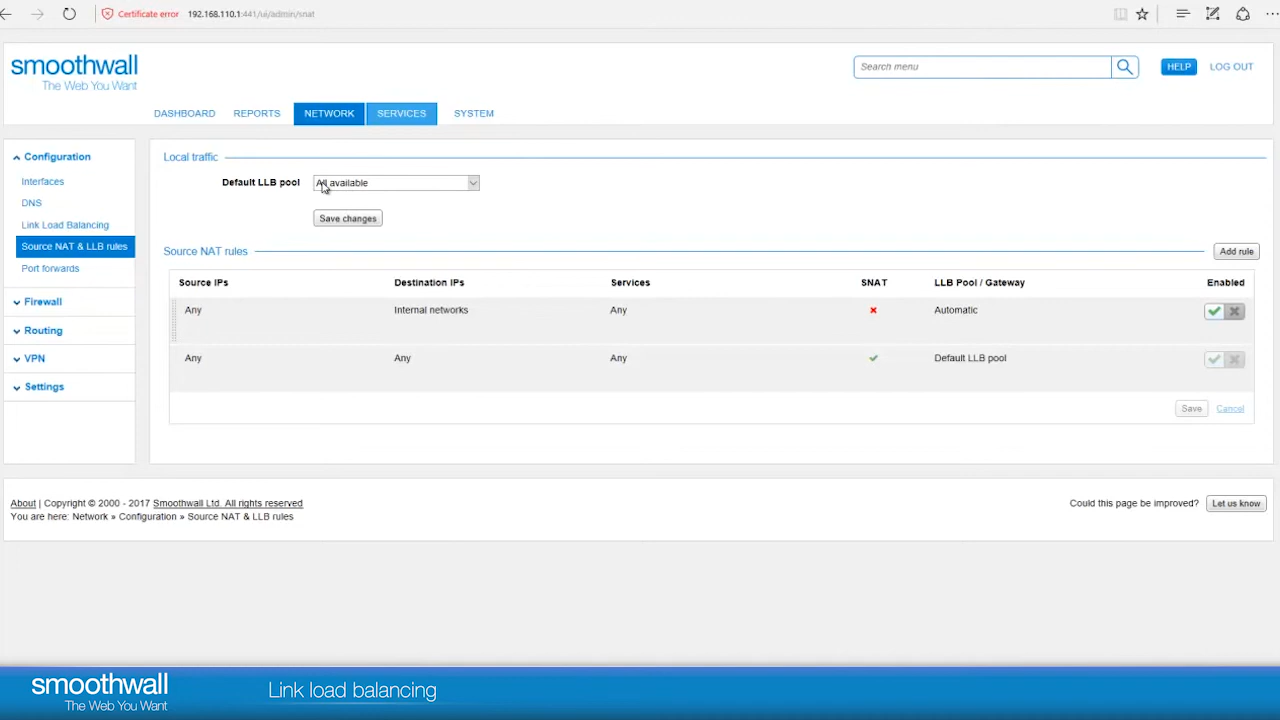 Certificate error 192.168.110.1:441/ui/admin/snat
smoothwall
The Web You Want
Search menu
HELP
LOG OUT
DASHBOARD REPORTS NETWORK SERVICES SYSTEM
Configuration
Interfaces
DNS
Link Load Balancing
Source NAT & LLB rules
Port forwards
Firewall
Routing
VPN
Settings
Local traffic
Default LLB pool All available
Save changes
Source NAT rules
Add rule
Source IPs Destination IPs Services SNAT LLB Pool / Gateway Enabled
Any Internal networks Any Automatic
Any Any Any Default LLB pool
Save Cancel
About | Copyright © 2000 - 2017 Smoothwall Ltd. All rights reserved
You are here: Network » Configuration » Source NAT & LLB rules
Could this page be improved? Let us know
smoothwall
The Web You Want
Link load balancing